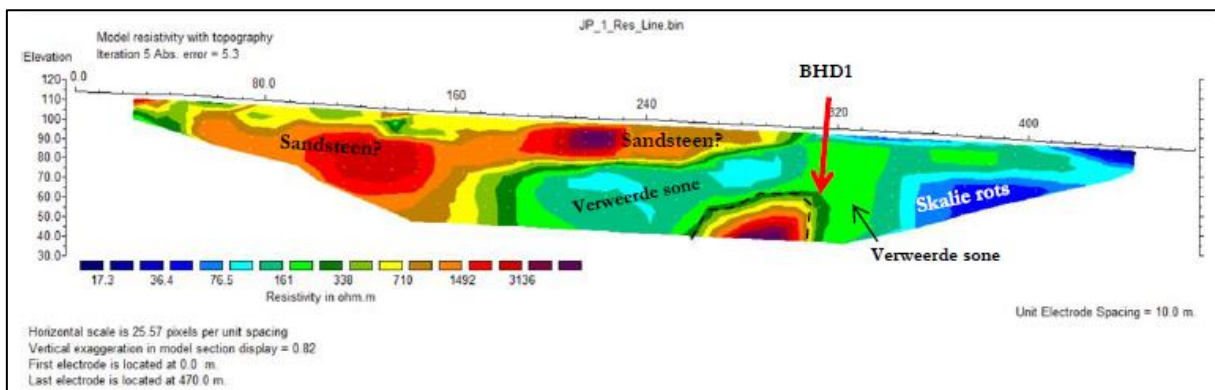 JP_1_Res_Line.bin
Model resistivity with topography
Iteration 5 Abs. error = 5.3
Elevation
BHD1
0.0 80.0 160 240 320 400
120
110
100
90.0
80.0
70.0
60.0
50.0
40.0
30.0
Sandsteen?
Sandsteen?
Verweerde sone
Skalie rots
Verweerde sone
17.3 36.4 76.5 161 338 710 1492 3136
Resistivity in ohm.m
Unit Electrode Spacing = 10.0 m.
Horizontal scale is 25.57 pixels per unit spacing
Vertical exaggeration in model section display = 0.82
First electrode is located at 0.0 m.
Last electrode is located at 470.0 m.